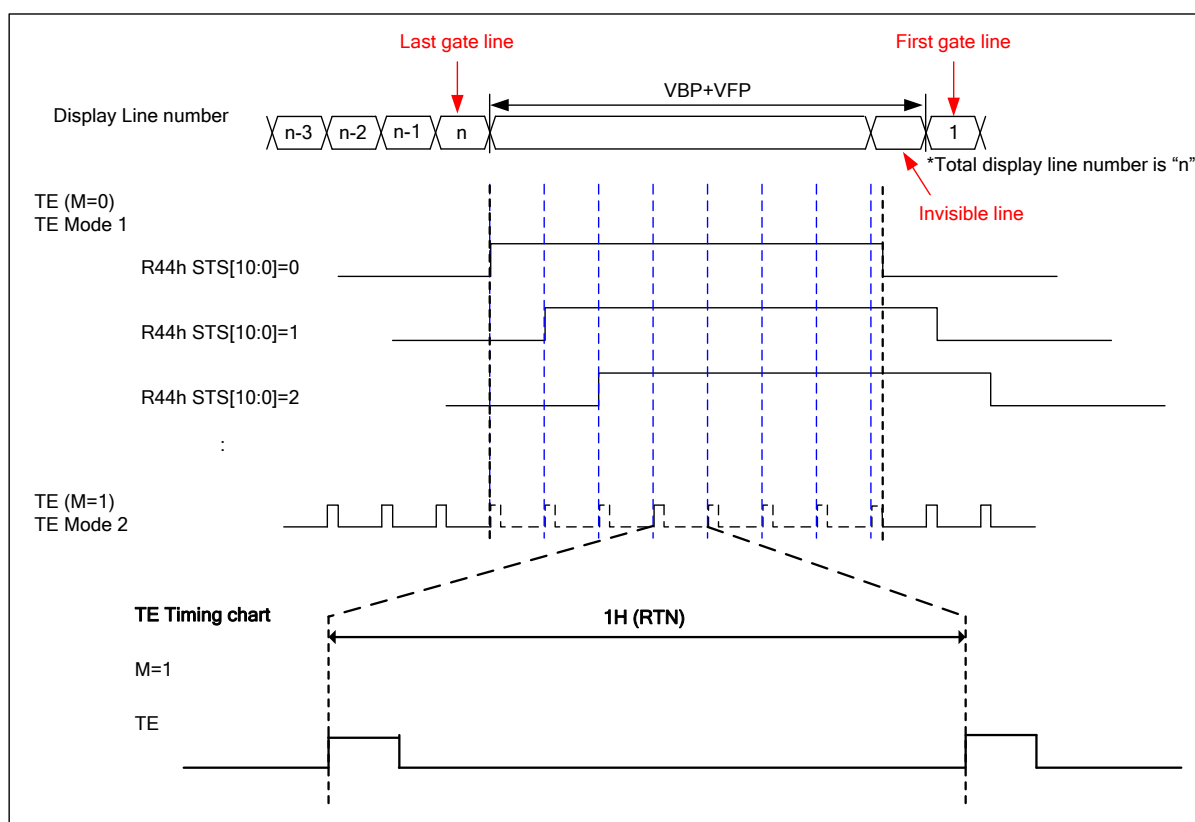 Last gate line
First gate line
VBP+VFP
Display Line number
n-3
n-2
n-1
n
1
*Total display line number is “n”
Invisible line
TE (M=0)
TE Mode 1
R44h STS[10:0]=0
R44h STS[10:0]=1
R44h STS[10:0]=2
:
TE (M=1)
TE Mode 2
TE Timing chart
1H (RTN)
M=1
TE